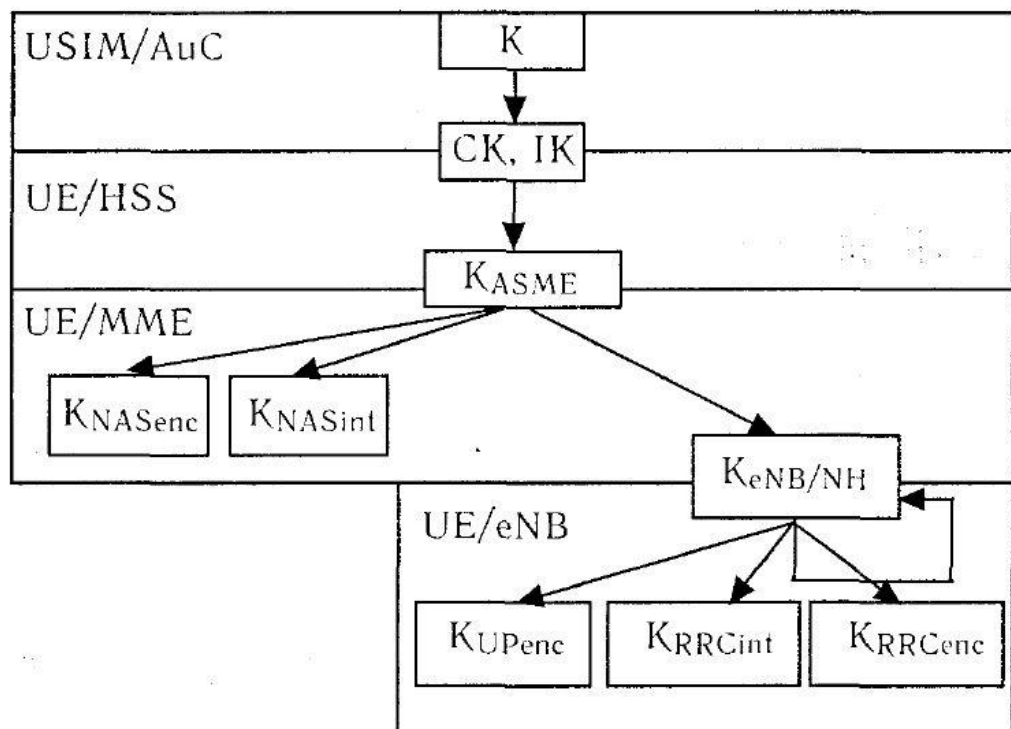 USIM/AuC
K
CK, IK
UE/HSS
KASME
UE/MME
KNASenc
KNASint
KeNB/NH
UE/eNB
KUPenc
KRRCint
KRRCenc